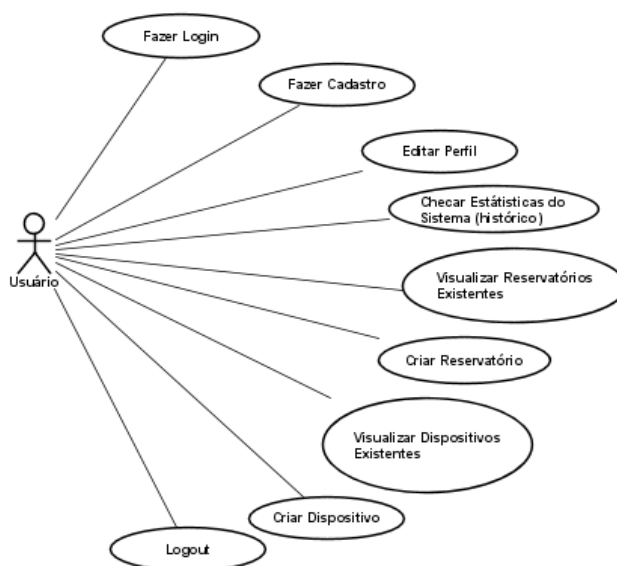 Fazer Login
Fazer Cadastro
Editar Perfil
Checar Estátisticas do
Sistema (histórico)
Usuário
Visualizar Reservatórios
Existentes
Criar Reservatório
Visualizar Dispositivos
Existentes
Criar Dispositivo
Logout